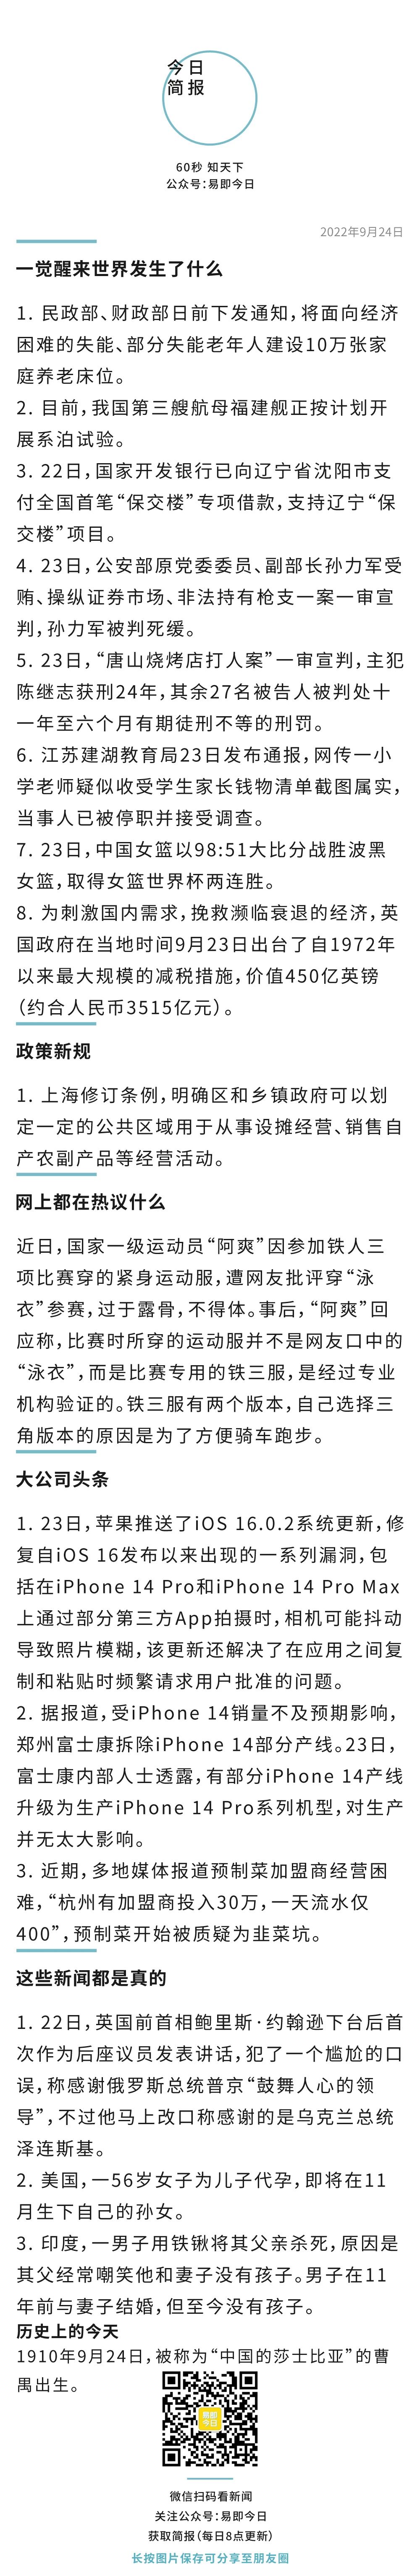 今日
简报
60秒 知天下
公众号：易即今日
2022年9月24日
一觉醒来世界发生了什么
1. 民政部、财政部日前下发通知，将面向经济
困难的失能、部分失能老年人建设10万张家
庭养老床位。
2. 目前，我国第三艘航母福建舰正按计划开
展系泊试验。
3. 22日，国家开发银行已向辽宁省沈阳市支
付全国首笔“保交楼”专项借款，支持辽宁“保
交楼”项目。
4. 23日，公安部原党委委员、副部长孙力军受
贿、操纵证券市场、非法持有枪支一案一审宣
判，孙力军被判死缓。
5. 23日，“唐山烧烤店打人案”一审宣判，主犯
陈继志获刑24年，其余27名被告人被判处十
一年至六个月有期徒刑不等的刑罚。
6. 江苏建湖教育局23日发布通报，网传一小
学老师疑似收受学生家长钱物清单截图属实，
当事人已被停职并接受调查。
7. 23日，中国女篮以98:51大比分战胜波黑
女篮，取得女篮世界杯两连胜。
8. 为刺激国内需求，挽救濒临衰退的经济，英
国政府在当地时间9月23日出台了自1972年
以来最大规模的减税措施，价值450亿英镑
（约合人民币3515亿元）。
政策新规
1. 上海修订条例，明确区和乡镇政府可以划
定一定的公共区域用于从事设摊经营、销售自
产农副产品等经营活动。
网上都在热议什么
近日，国家一级运动员“阿爽”因参加铁人三
项比赛穿的紧身运动服，遭网友批评穿“泳
衣”参赛，过于露骨，不得体。事后，“阿爽”回
应称，比赛时所穿的运动服并不是网友口中的
“泳衣”，而是比赛专用的铁三服，是经过专业
机构验证的。铁三服有两个版本，自己选择三
角版本的原因是为了方便骑车跑步。
大公司头条
1. 23日，苹果推送了iOS 16.0.2系统更新，修
复自iOS 16发布以来出现的一系列漏洞，包
括在iPhone 14 Pro和iPhone 14 Pro Max
上通过部分第三方App拍摄时，相机可能抖动
导致照片模糊，该更新还解决了在应用之间复
制和粘贴时频繁请求用户批准的问题。
2. 据报道，受iPhone 14销量不及预期影响，
郑州富士康拆除iPhone 14部分产线。23日，
富士康内部人士透露，有部分iPhone 14产线
升级为生产iPhone 14 Pro系列机型，对生产
并无太大影响。
3. 近期，多地媒体报道预制菜加盟商经营困
难，“杭州有加盟商投入30万，一天流水仅
400”，预制菜开始被质疑为韭菜坑。
这些新闻都是真的
1. 22日，英国前首相鲍里斯·约翰逊下台后首
次作为后座议员发表讲话，犯了一个尴尬的口
误，称感谢俄罗斯总统普京“鼓舞人心的领
导”，不过他马上改口称感谢的是乌克兰总统
泽连斯基。
2. 美国，一56岁女子为儿子代孕，即将在11
月生下自己的孙女。
3. 印度，一男子用铁锹将其父亲杀死，原因是
其父经常嘲笑他和妻子没有孩子。男子在11
年前与妻子结婚，但至今没有孩子。
历史上的今天
1910年9月24日，被称为“中国的莎士比亚”的曹
禺出生。
易即
今日
微信扫码看新闻
关注公众号：易即今日
获取简报（每日8点更新）
长按图片保存可分享至朋友圈